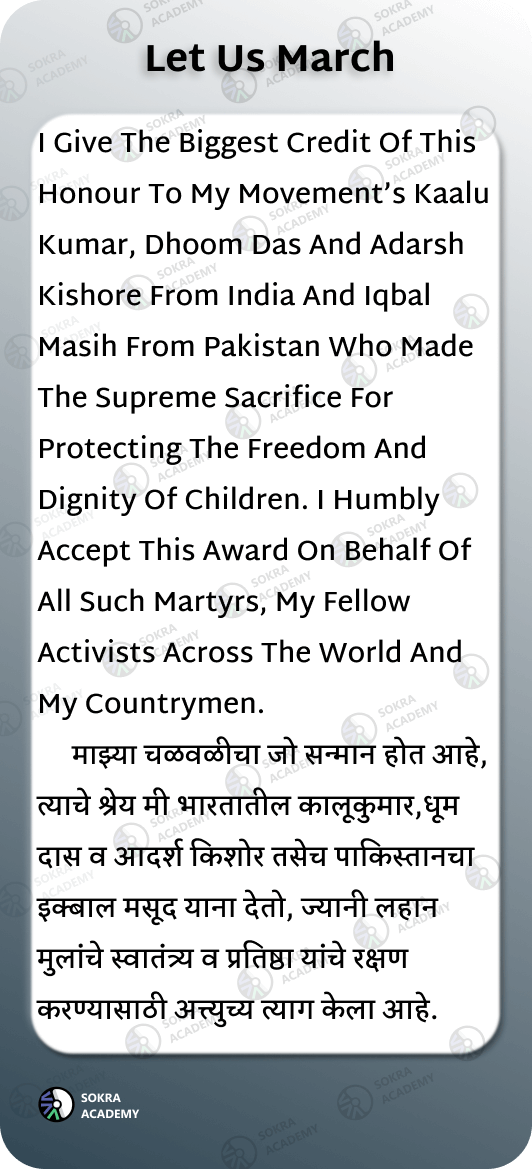 Let Us March
I Give The Biggest Credit Of This
Honour To My Movement's Kaalu
Kumar, Dhoom Das And Adarsh
Kishore From India And Iqbal
Masih From Pakistan Who Made
The Supreme Sacrifice For
Protecting The Freedom And
Dignity Of Children. I Humbly
Accept This Award On Behalf Of
All Such Martyrs, My Fellow
Activists Across The World And
My Countrymen.
माझ्या चळवळीचा जो सन्मान होत आहे,
त्याचे श्रेय मी भारतातील कालूकुमार,धूम
दास व आदर्श किशोर तसेच पाकिस्तानचा
इक्बाल मसूद याना देतो, ज्यानी लहान
मुलांचे स्वातंत्र्य व प्रतिष्ठा यांचे रक्षण
करण्यासाठी अत्त्युच्य त्याग केला आहे.
SOKRA
ACADEMY